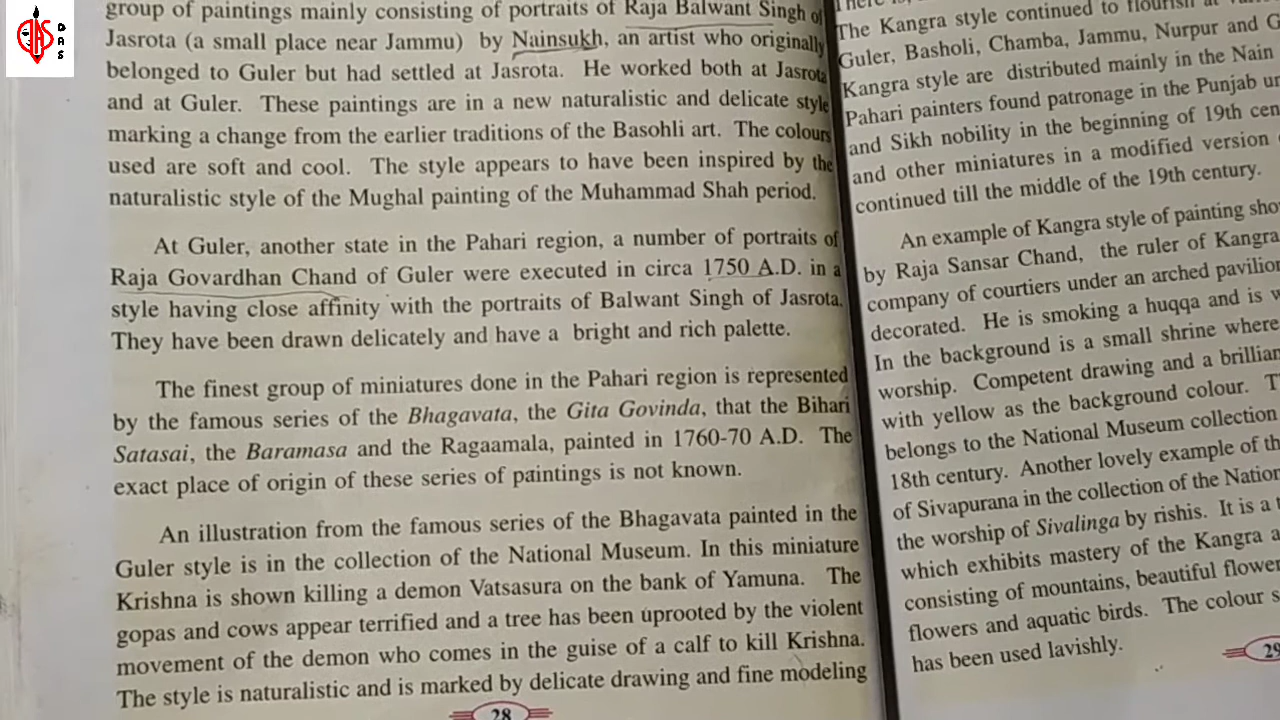 DAS
group of paintings mainly consisting of portraits of Raja Balwant Singh of
Jasrota (a small place near Jammu) by Nainsukh, an artist who originally
belonged to Guler but had settled at Jasrota. He worked both at Jasrota
and at Guler. These paintings are in a new naturalistic and delicate style
marking a change from the earlier traditions of the Basohli art. The colours
used are soft and cool. The style appears to have been inspired by the
naturalistic style of the Mughal painting of the Muhammad Shah period.
At Guler, another state in the Pahari region, a number of portraits of
Raja Govardhan Chand of Guler were executed in circa 1750 A.D. in a
style having close affinity with the portraits of Balwant Singh of Jasrota.
They have been drawn delicately and have a bright and rich palette.
The finest group of miniatures done in the Pahari region is represented
by the famous series of the Bhagavata, the Gita Govinda, that the Bihari
Satasai, the Baramasa and the Ragaamala, painted in 1760-70 A.D. The
exact place of origin of these series of paintings is not known.
An illustration from the famous series of the Bhagavata painted in the
Guler style is in the collection of the National Museum. In this miniature
Krishna is shown killing a demon Vatsasura on the bank of Yamuna. The
gopas and cows appear terrified and a tree has been uprooted by the violent
movement of the demon who comes in the guise of a calf to kill Krishna.
The style is naturalistic and is marked by delicate drawing and fine modeling
28
The Kangra style continued to flourish at
Guler, Basholi, Chamba, Jammu, Nurpur and
Kangra style are distributed mainly in the Nain
Pahari painters found patronage in the Punjab
and Sikh nobility in the beginning of 19th
and other miniatures in a modified version
continued till the middle of the 19th century.
An example of Kangra style of painting
by Raja Sansar Chand, the ruler of Kangra
company of courtiers under an arched pavilion
decorated. He is smoking a huqqa and is
In the background is a small shrine where
worship. Competent drawing and a
with yellow as the background colour.
belongs to the National Museum collection
18th century. Another lovely example of
of Sivapurana in the collection of the
the worship of Sivalinga by rishis. It is a
which exhibits mastery of the Kangra
consisting of mountains, beautiful
flowers and aquatic birds. The colour
has been used lavishly.
29